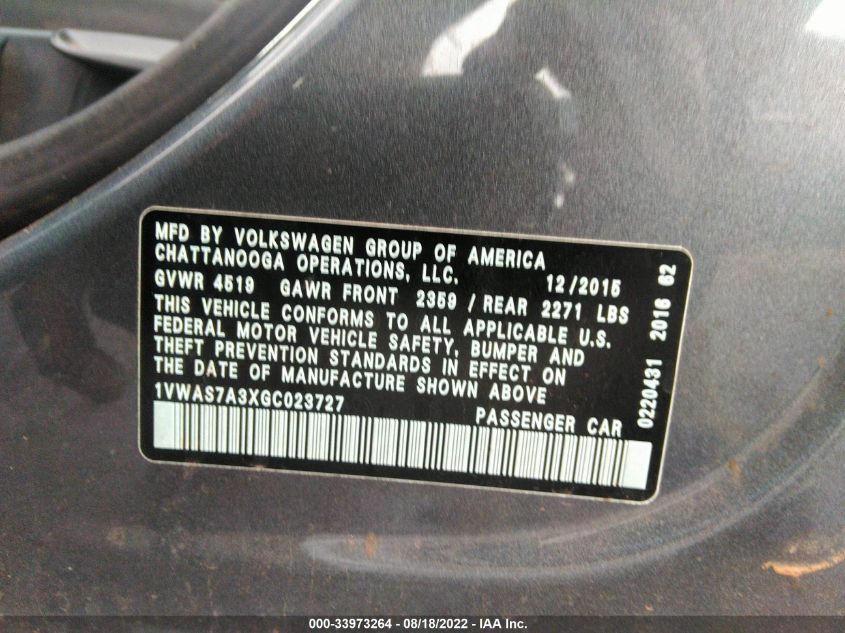 MFD BY VOLKSWAGEN GROUP OF AMERICA
CHATTANOOGA OPERATIONS, LLC. 12/2015
GVWR 4519 GAWR FRONT 2359 / REAR 2271 LBS
THIS VEHICLE CONFORMS TO ALL APPLICABLE U.S.
FEDERAL MOTOR VEHICLE SAFETY, BUMPER AND
THEFT PREVENTION STANDARDS IN EFFECT ON
THE DATE OF MANUFACTURE SHOWN ABOVE
1VWAS7A3XGC023727 PASSENGER CAR
0220431 2016 62
000-33973264 - 08/18/2022 - IAA Inc.